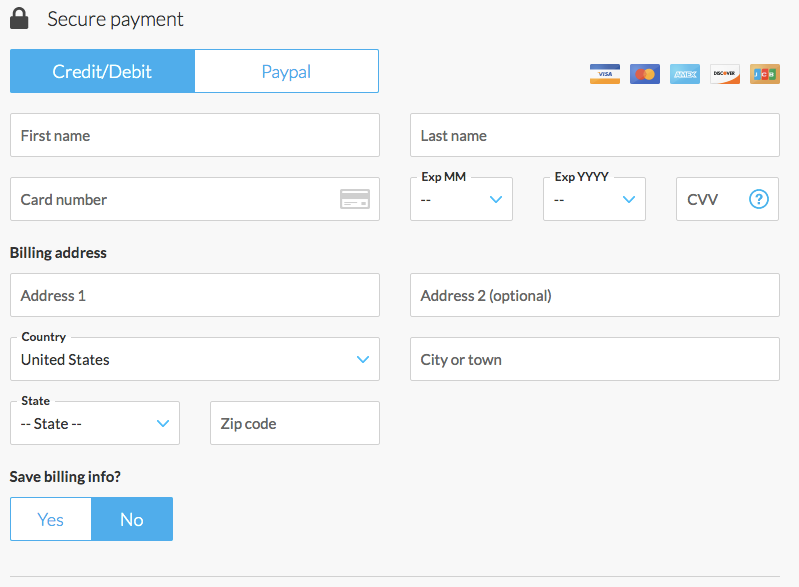 Secure payment
Credit/Debit Paypal VISA AMEX DISCOVER JCB
First name Last name
Exp MM Exp YYYY
Card number -- -- CVV ?
Billing address
Address 1 Address 2 (optional)
Country
United States City or town
State
-- State -- Zip code
Save billing info?
Yes No